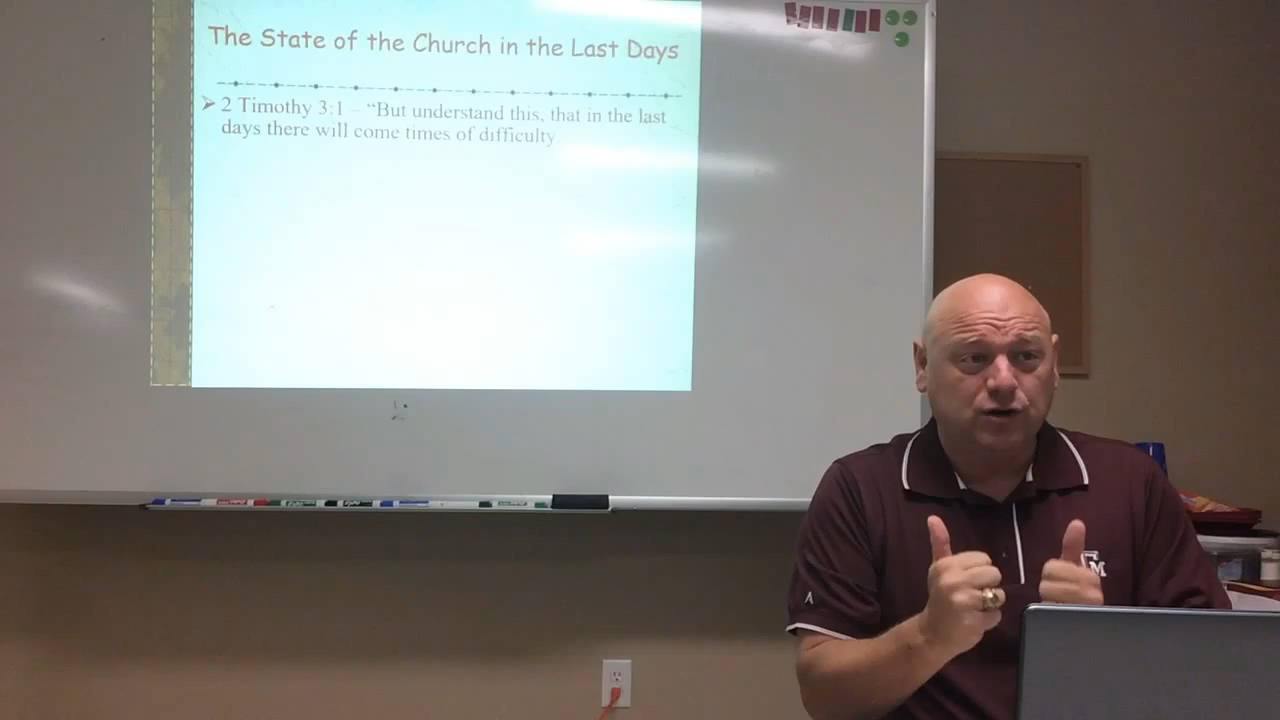 The State of the Church in the Last Days
➢ 2 Timothy 3:1 – “But understand this, that in the last
days there will come times of difficulty